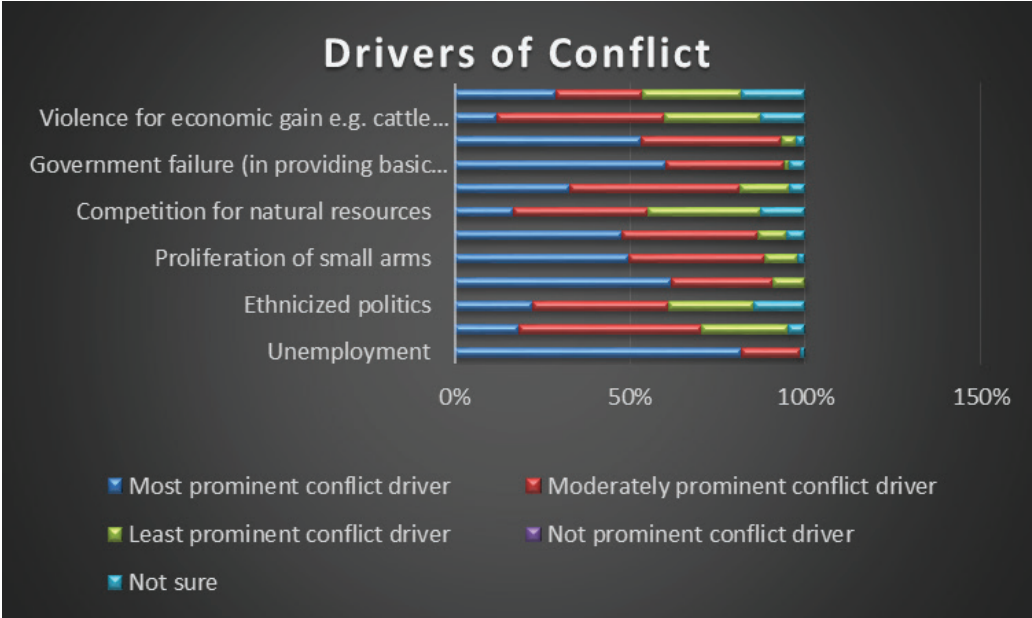 Drivers of Conflict
Violence for economic gain e.g. cattle...
Government failure (in providing basic...
Competition for natural resources
Proliferation of small arms
Ethnicized politics
Unemployment
0% 50% 100% 150%
Most prominent conflict driver Moderately prominent conflict driver
Least prominent conflict driver Not prominent conflict driver
Not sure